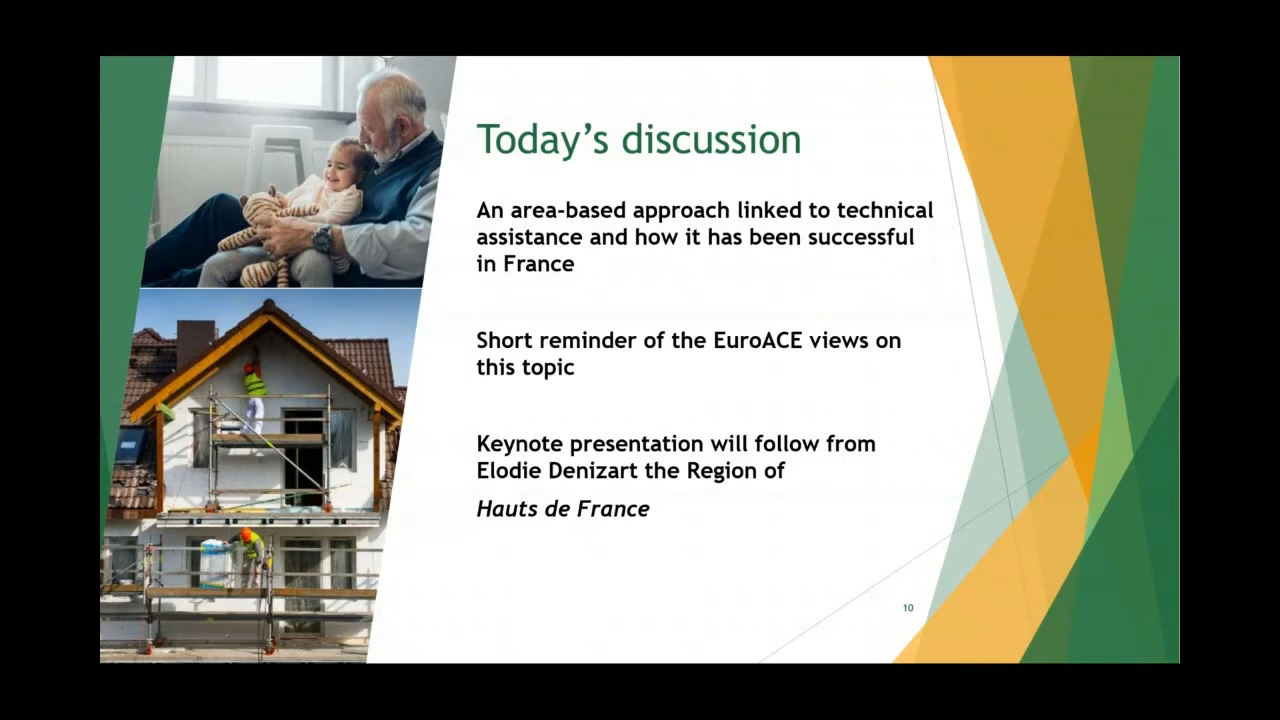 Today’s discussion
An area-based approach linked to technical
assistance and how it has been successful
in France
Short reminder of the EuroACE views on
this topic
Keynote presentation will follow from
Elodie Denizart the Region of
Hauts de France
10